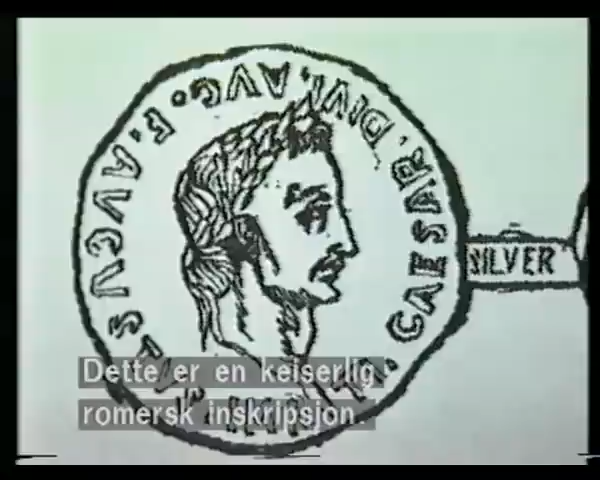 CAESAR. DIVI. AVG. F. AVGVS
SILVER
Dette er en keiserlig
romersk inskripsjon.